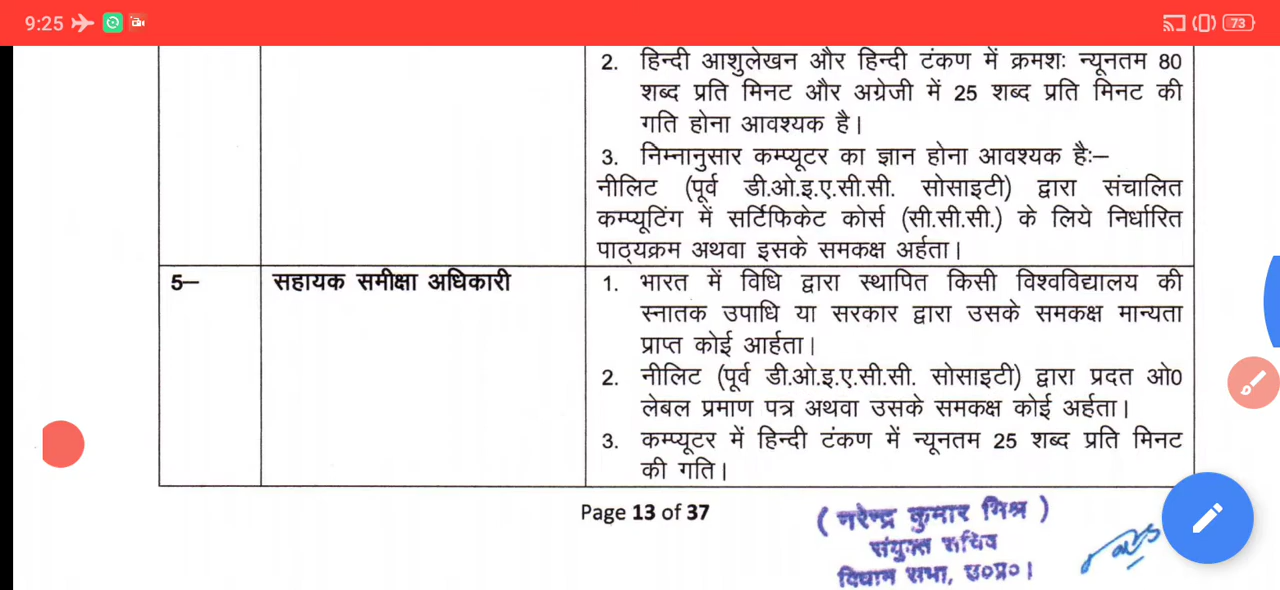 9:25
73
2. हिन्दी आशुलेखन और हिन्दी टंकण में क्रमशः न्यूनतम 80
शब्द प्रति मिनट और अग्रेजी में 25 शब्द प्रति मिनट की
गति होना आवश्यक है।
3. निम्नानुसार कम्प्यूटर का ज्ञान होना आवश्यक हैः–
नीलिट (पूर्व डी.ओ.इ.ए.सी.सी. सोसाइटी) द्वारा संचालित
कम्प्यूटिंग में सर्टिफिकेट कोर्स (सी.सी.सी.) के लिये निर्धारित
पाठ्यक्रम अथवा इसके समकक्ष अर्हता।
5– सहायक समीक्षा अधिकारी
1. भारत में विधि द्वारा स्थापित किसी विश्वविद्यालय की
स्नातक उपाधि या सरकार द्वारा उसके समकक्ष मान्यता
प्राप्त कोई आर्हता।
2. नीलिट (पूर्व डी.ओ.इ.ए.सी.सी. सोसाइटी) द्वारा प्रदत ओ0
लेबल प्रमाण पत्र अथवा उसके समकक्ष कोई अर्हता।
3. कम्प्यूटर में हिन्दी टंकण में न्यूनतम 25 शब्द प्रति मिनट
की गति।
Page 13 of 37
( नरेन्द्र कुमार मिश्र )
संयुक्त सचिव
विधान सभा, उ०प्र०।